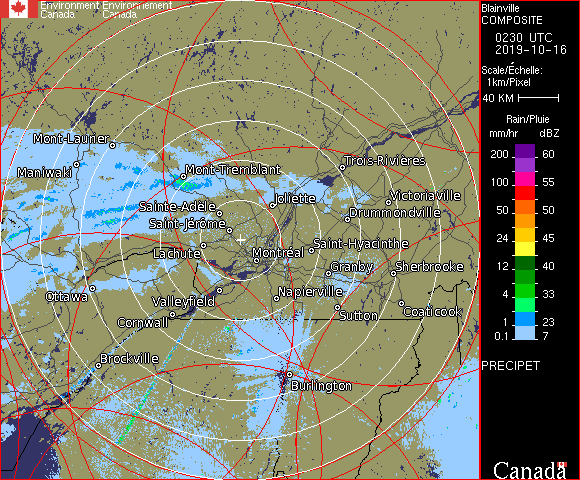 Environment Environnement
Canada Canada
Blainville
COMPOSITE
0230 UTC
2019-10-16
Scale/Échelle:
1km/Pixel
40 KM
Rain/Pluie
mm/hr dBZ
200 60
100 55
50 50
24 45
12 40
4 33
1 23
0.1 7
PRECIPET
Canada
Mont-Laurier
Maniwaki
Mont-Tremblant
Trois-Rivières
Joliette
Victoriaville
Sainte-Adele
Drummondville
Saint-Jérôme
Lachute
Montréal
Saint-Hyacinthe
Granby
Sherbrooke
Ottawa
Valleyfield
Napierville
Sutton
Coaticook
Cornwall
Brockville
Burlington